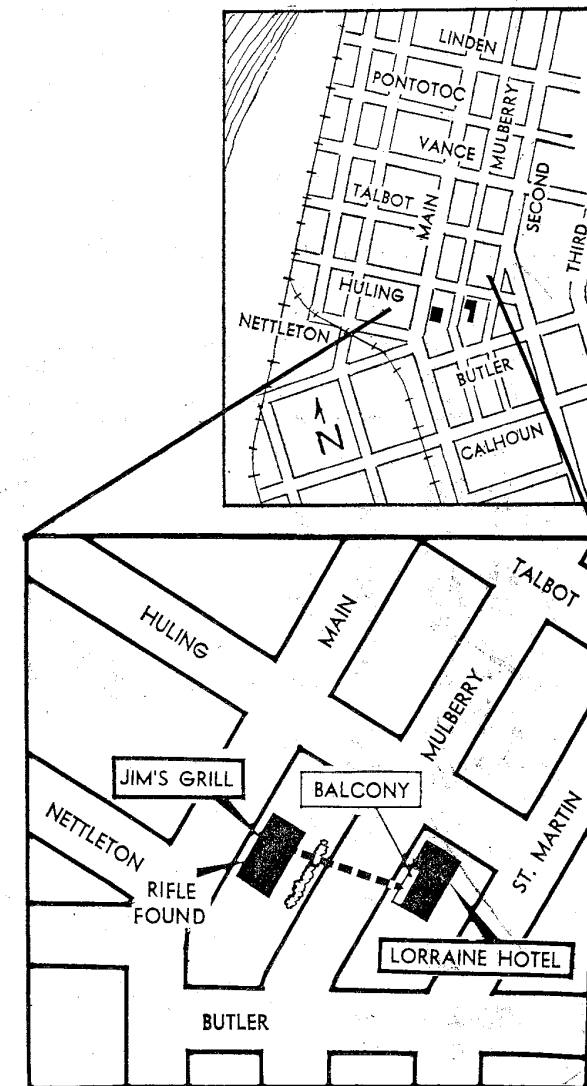 LINDEN
PONTOTOC
MULBERRY
VANCE
TALBOT
MAIN
SECOND
THIRD
HULING
NETTLETON
BUTLER
N
CALHOUN
TALBOT
HULING
MAIN
MULBERRY
JIM'S GRILL
BALCONY
NETTLETON
ST. MARTIN
RIFLE
FOUND
LORRAINE HOTEL
BUTLER